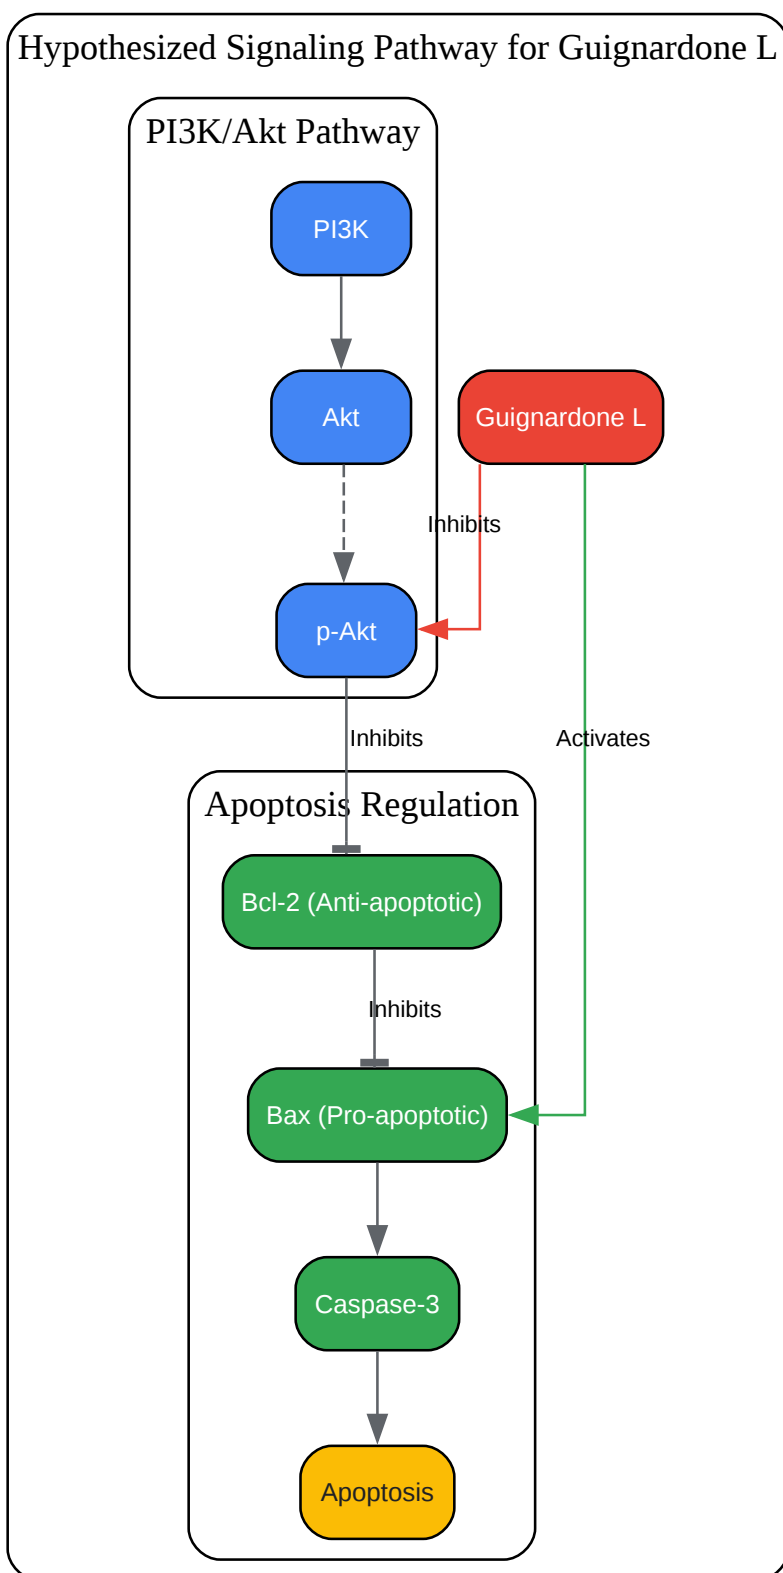 Hypothesized Signaling Pathway for Guignardone L
PI3K/Akt Pathway
PI3K
Akt
Guignardone L
Inhibits
p-Akt
Inhibits
Activates
Apoptosis Regulation
Bcl-2 (Anti-apoptotic)
Inhibits
Bax (Pro-apoptotic)
Caspase-3
Apoptosis